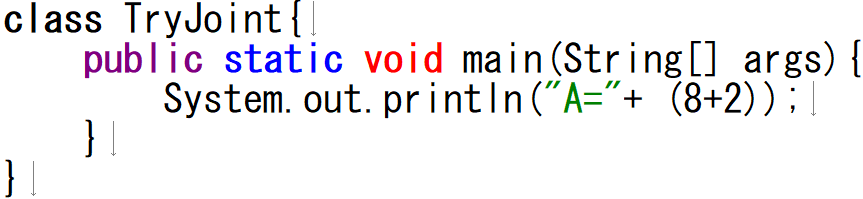 class TryJoint{↓
    public static void main(String[] args){
        System.out.println("A="+ (8+2));↓
    }↓
}↓